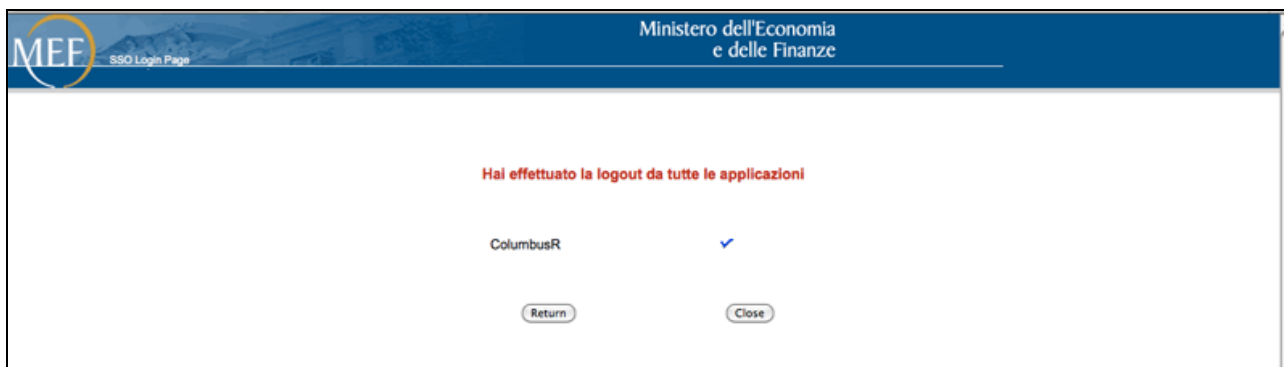 Ministero dell'Economia
e delle Finanze
MEF
SSO Login Page
Hai effettuato la logout da tutte le applicazioni
ColumbusR
Return
Close